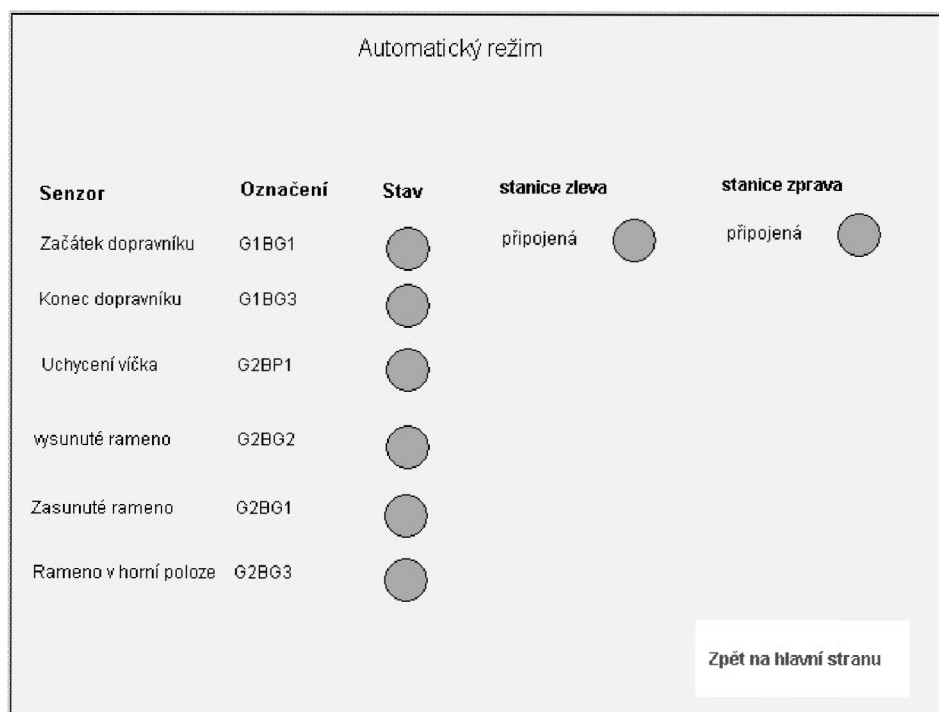 Automatický režim
Senzor Označení Stav stanice zleva stanice zprava
Začátek dopravníku G1BG1 připojená připojená
Konec dopravníku G1BG3
Uchycení víčka G2BP1
vysunuté rameno G2BG2
Zasunuté rameno G2BG1
Rameno v horní poloze G2BG3
Zpět na hlavní stranu